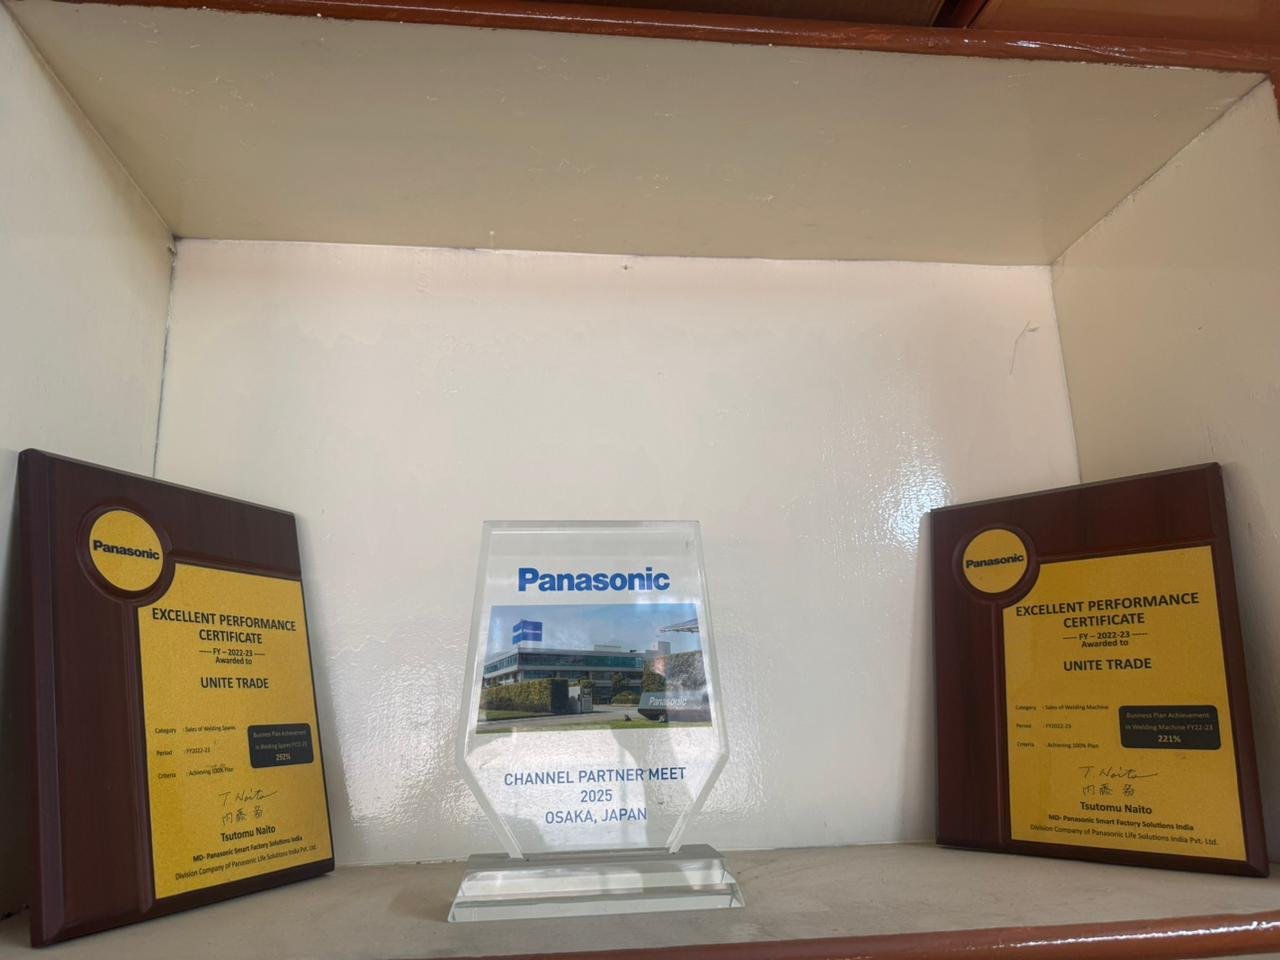 Panasonic
EXCELLENT PERFORMANCE
CERTIFICATE
---- FY – 2022-23 ----
Awarded to
UNITE TRADE
Category : Sales of Welding Spares
Period : FY2022-23
Criteria : Achieving 100% Plan
Business Plan Achievement
in Welding Spares FY22-23
252%
T. Naito
内藤 努
Tsutomu Naito
MD- Panasonic Smart Factory Solutions India
Division Company of Panasonic Life Solutions India Pvt. Ltd.
Panasonic
Panasonic
Panasonic
CHANNEL PARTNER MEET
2025
OSAKA, JAPAN
Panasonic
EXCELLENT PERFORMANCE
CERTIFICATE
---- FY – 2022-23 ----
Awarded to
UNITE TRADE
Category : Sales of Welding Machine
Period : FY2022-23
Criteria : Achieving 100% Plan
Business Plan Achievement
in Welding Machine FY22-23
221%
T. Naito
内藤 努
Tsutomu Naito
MD- Panasonic Smart Factory Solutions India
Division Company of Panasonic Life Solutions India Pvt. Ltd.